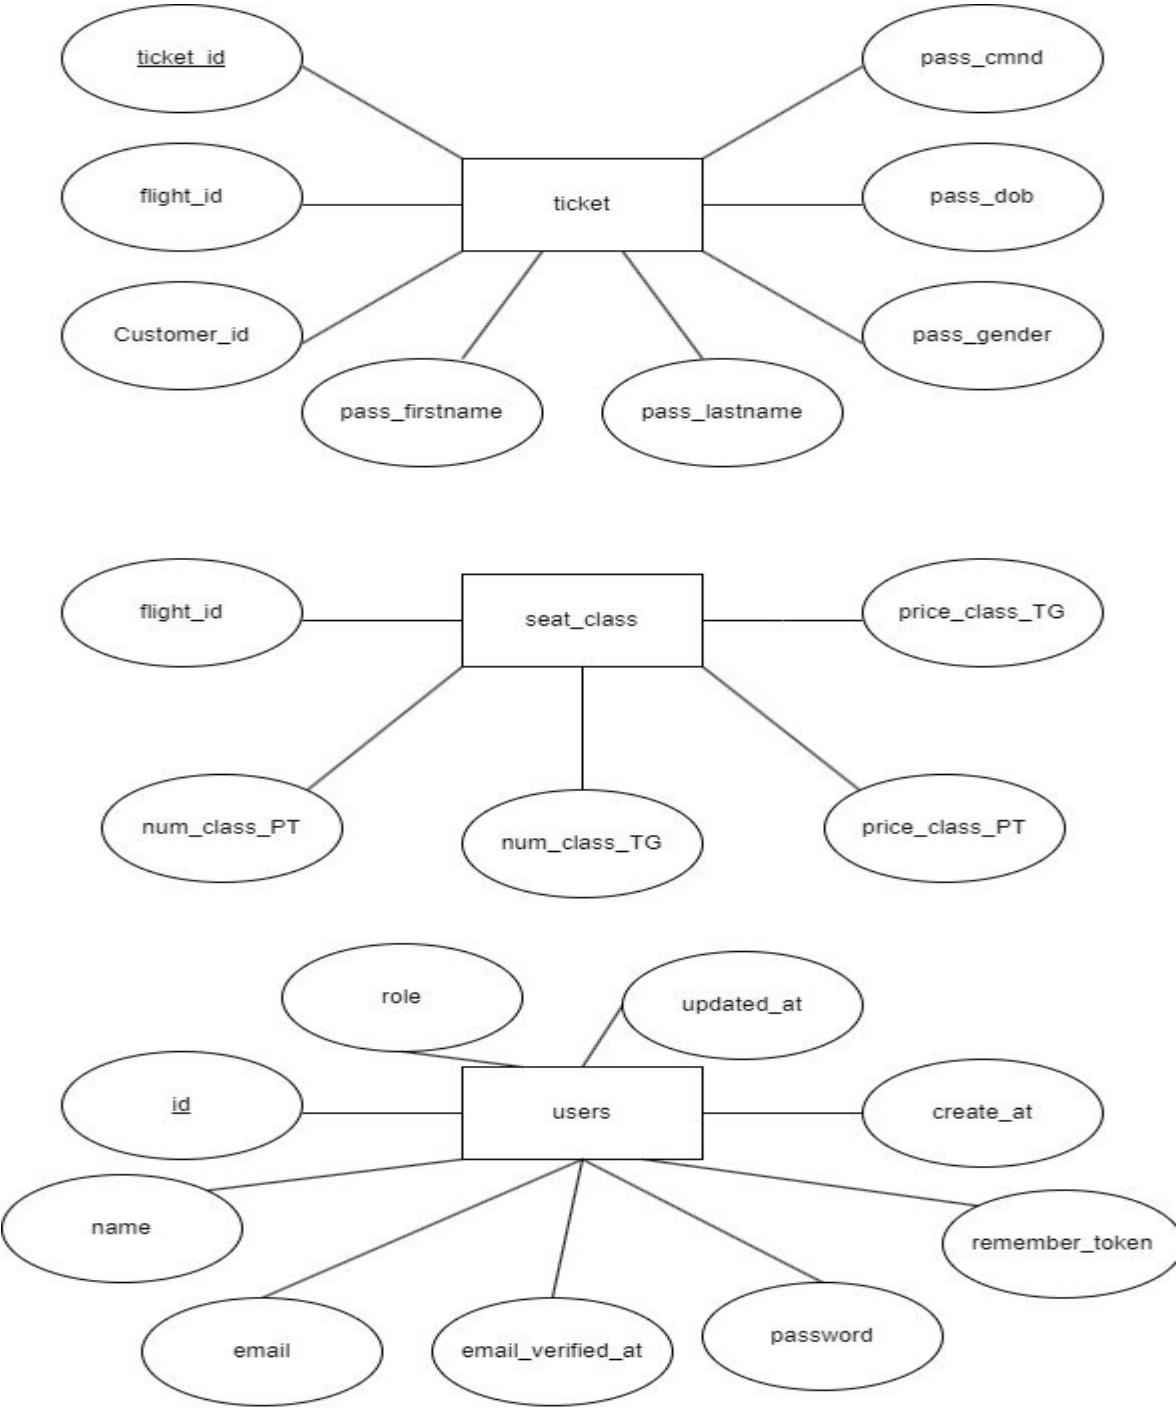 ticket_id
pass_cmnd
flight_id
ticket
pass_dob
Customer_id
pass_gender
pass_firstname
pass_lastname
flight_id
seat_class
price_class_TG
num_class_PT
num_class_TG
price_class_PT
role
updated_at
id
users
create_at
name
remember_token
email
email_verified_at
password